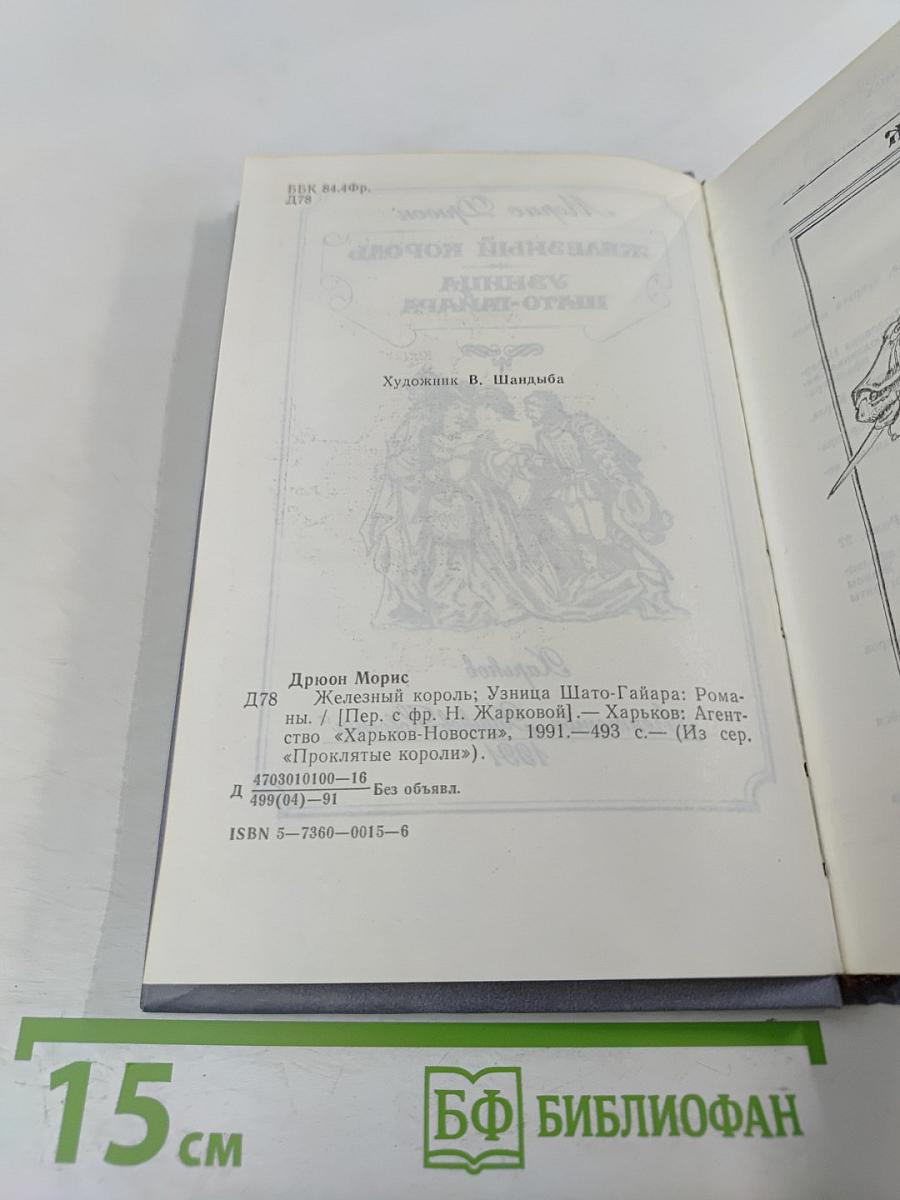 ББК 84.4Фр.
Д78
Художник В. Шандыба
Дрюон Морис
Д78 Железный король; Узница Шато-Гайара: Рома-
ны. / [Пер. с фр. Н. Жарковой].— Харьков: Агент-
ство «Харьков-Новости», 1991.—493 с.— (Из сер.
«Проклятые короли»).
Д 4703010100—16
499(04)—91 Без объявл.
ISBN 5—7360—0015—6
15 см
БФ БИБЛИОФАН